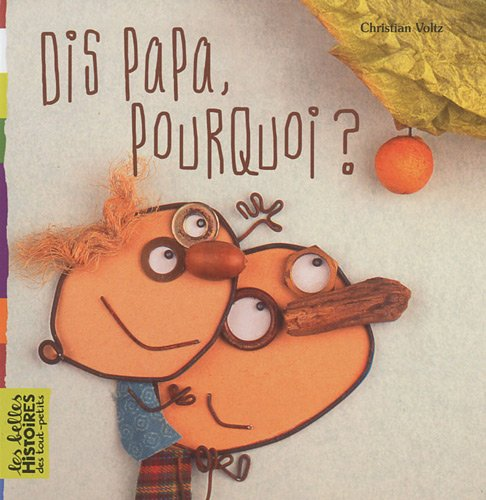 Christian Voltz
DIS PAPA,
POURQUOI ?
les belles
HISTOIRES
des tout-petits